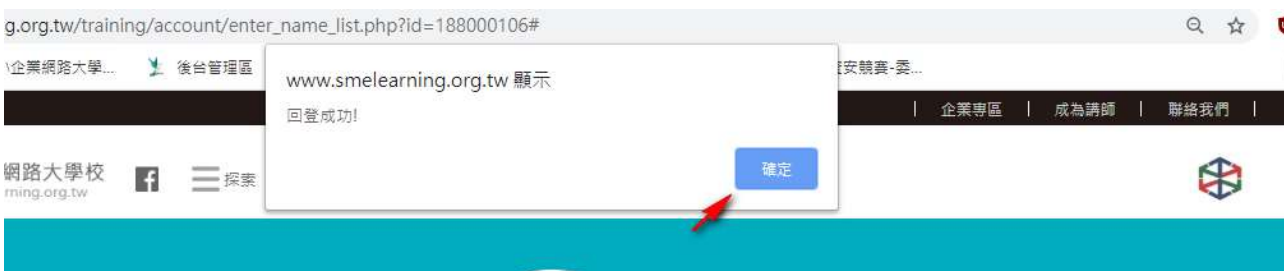 g.org.tw/training/account/enter_name_list.php?id=188000106#
企業網路大學... 後台管理區 安競賽-委...
www.smelearning.org.tw 顯示
回登成功!
確定
| 企業專區 | 成為講師 | 聯絡我們 |
網路大學校 探索
rning.org.tw